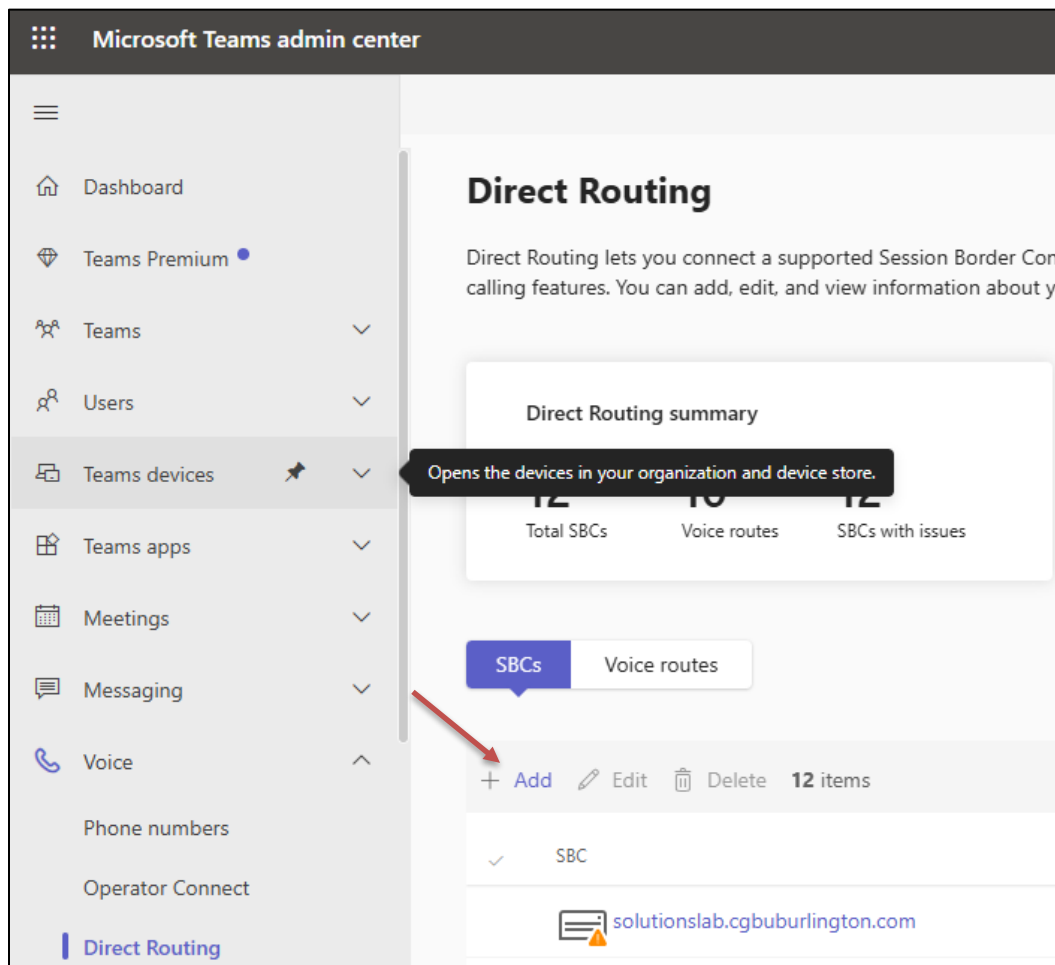 Microsoft Teams admin center
Dashboard
Teams Premium
Teams
Users
Teams devices
Teams apps
Meetings
Messaging
Voice
Phone numbers
Operator Connect
Direct Routing
Direct Routing
Direct Routing lets you connect a supported Session Border Con
calling features. You can add, edit, and view information about y
Direct Routing summary
Opens the devices in your organization and device store.
Total SBCs Voice routes SBCs with issues
SBCs Voice routes
+ Add Edit Delete 12 items
SBC
solutionslab.cgbuburlington.com